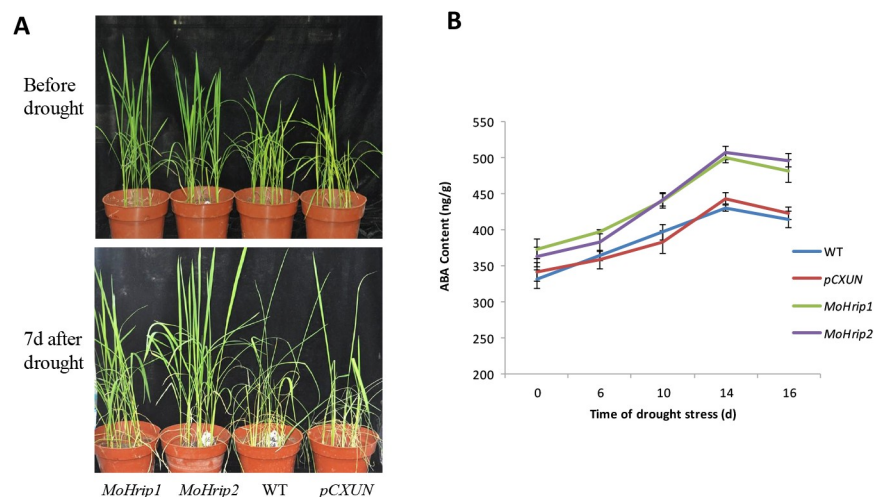 A
Before
drought
7d after
drought
MoHrip1 MoHrip2 WT pCXUN
B
550
500
450
400
350
300
250
200
ABA Content (ng/g)
0 6 10 14 16
Time of drought stress (d)
WT
pCXUN
MoHrip1
MoHrip2